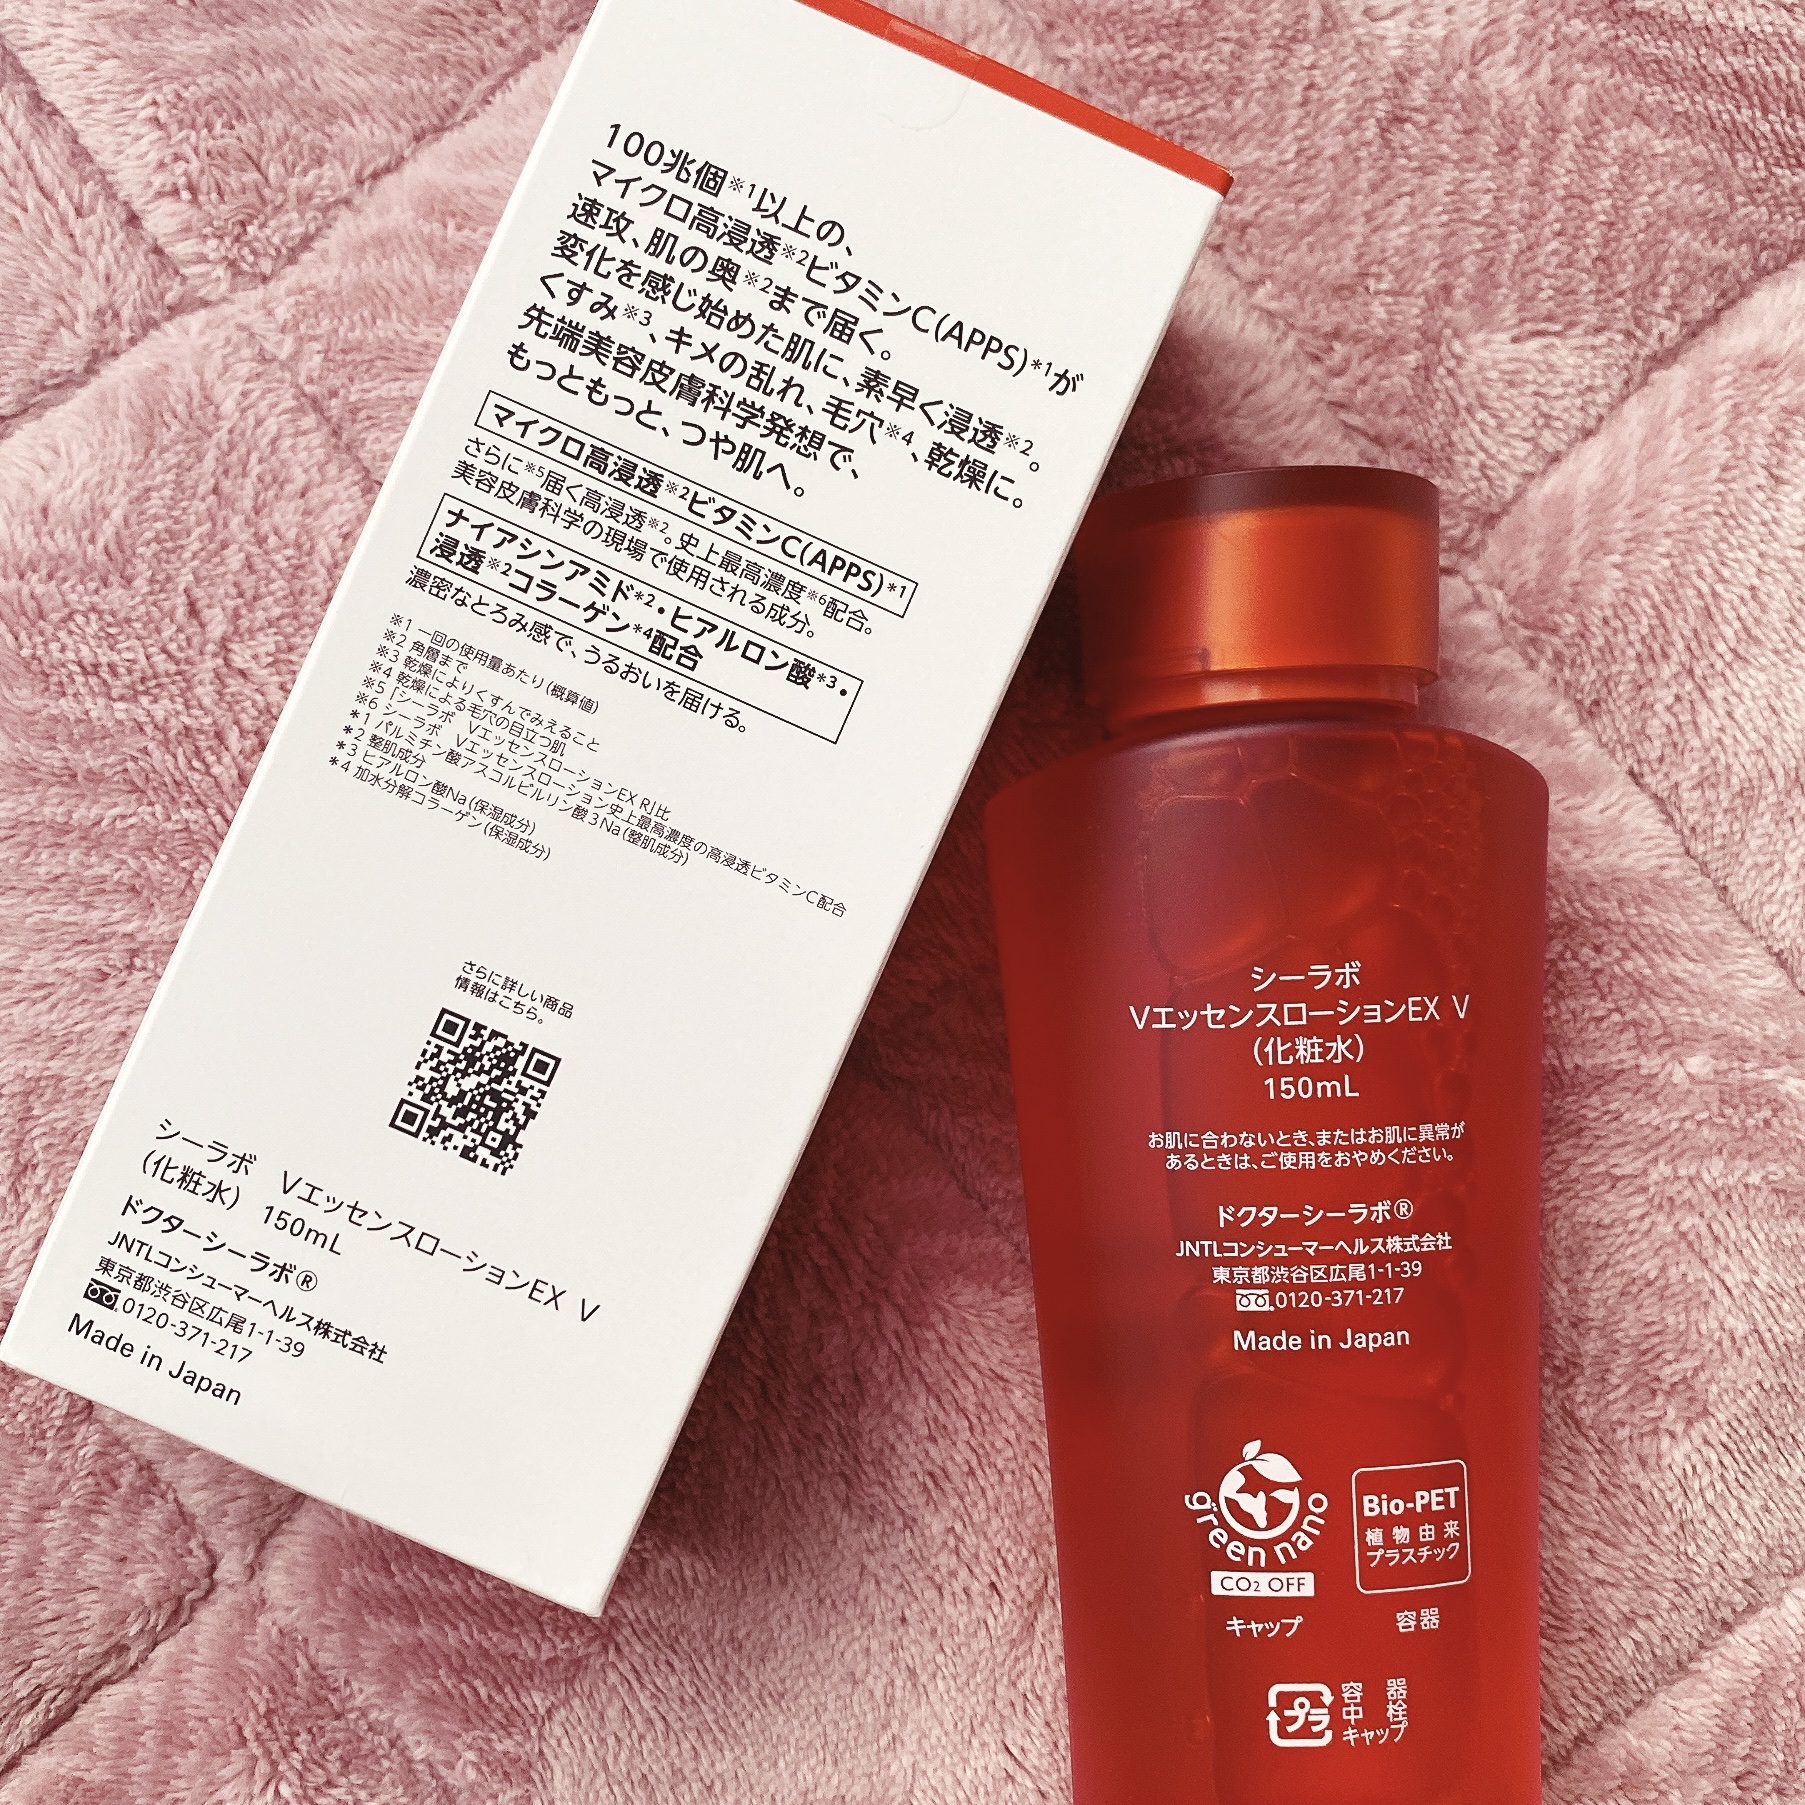 100兆個※1以上の、
マイクロ高浸透※2ビタミンC(APPS)*1が
速攻、肌の奥※2まで届く。
変化を感じ始めた肌に、素早く浸透※2。
くすみ※3、キメの乱れ、毛穴※4、乾燥に。
先端美容皮膚科学発想で、
もっともっと、つや肌へ。
マイクロ高浸透※2ビタミンC(APPS)*1
さらに※5届く高浸透※2。史上最高濃度※6配合。
美容皮膚科学の現場で使用される成分。
ナイアシンアミド*2・ヒアルロン酸*3・
浸透※2コラーゲン*4配合
濃密なとろみ感で、うるおいを届ける。
※1 一回の使用量あたり(概算値)
※2 角層まで
※3 乾燥によりくすんでみえること
※4 乾燥による毛穴の目立つ肌
※5「シーラボ VエッセンスローションEX R」比
※6 シーラボ Vエッセンスローション史上最高濃度の高浸透ビタミンC配合
*1 パルミチン酸アスコルビルリン酸3Na(整肌成分)
*2 整肌成分
*3 ヒアルロン酸Na(保湿成分)
*4 加水分解コラーゲン(保湿成分)
さらに詳しい商品
情報はこちら。
シーラボ VエッセンスローションEX V
(化粧水) 150mL
ドクターシーラボ®
JNTLコンシューマーヘルス株式会社
東京都渋谷区広尾1-1-39
0120-371-217
Made in Japan
シーラボ
VエッセンスローションEX V
(化粧水)
150mL
お肌に合わないとき、またはお肌に異常が
あるときは、ご使用をおやめください。
ドクターシーラボ®
JNTLコンシューマーヘルス株式会社
東京都渋谷区広尾1-1-39
0120-371-217
Made in Japan
green nano
CO2 OFF
キャップ
Bio-PET
植物由来
プラスチック
容器
プラ
容器
中栓
キャップ